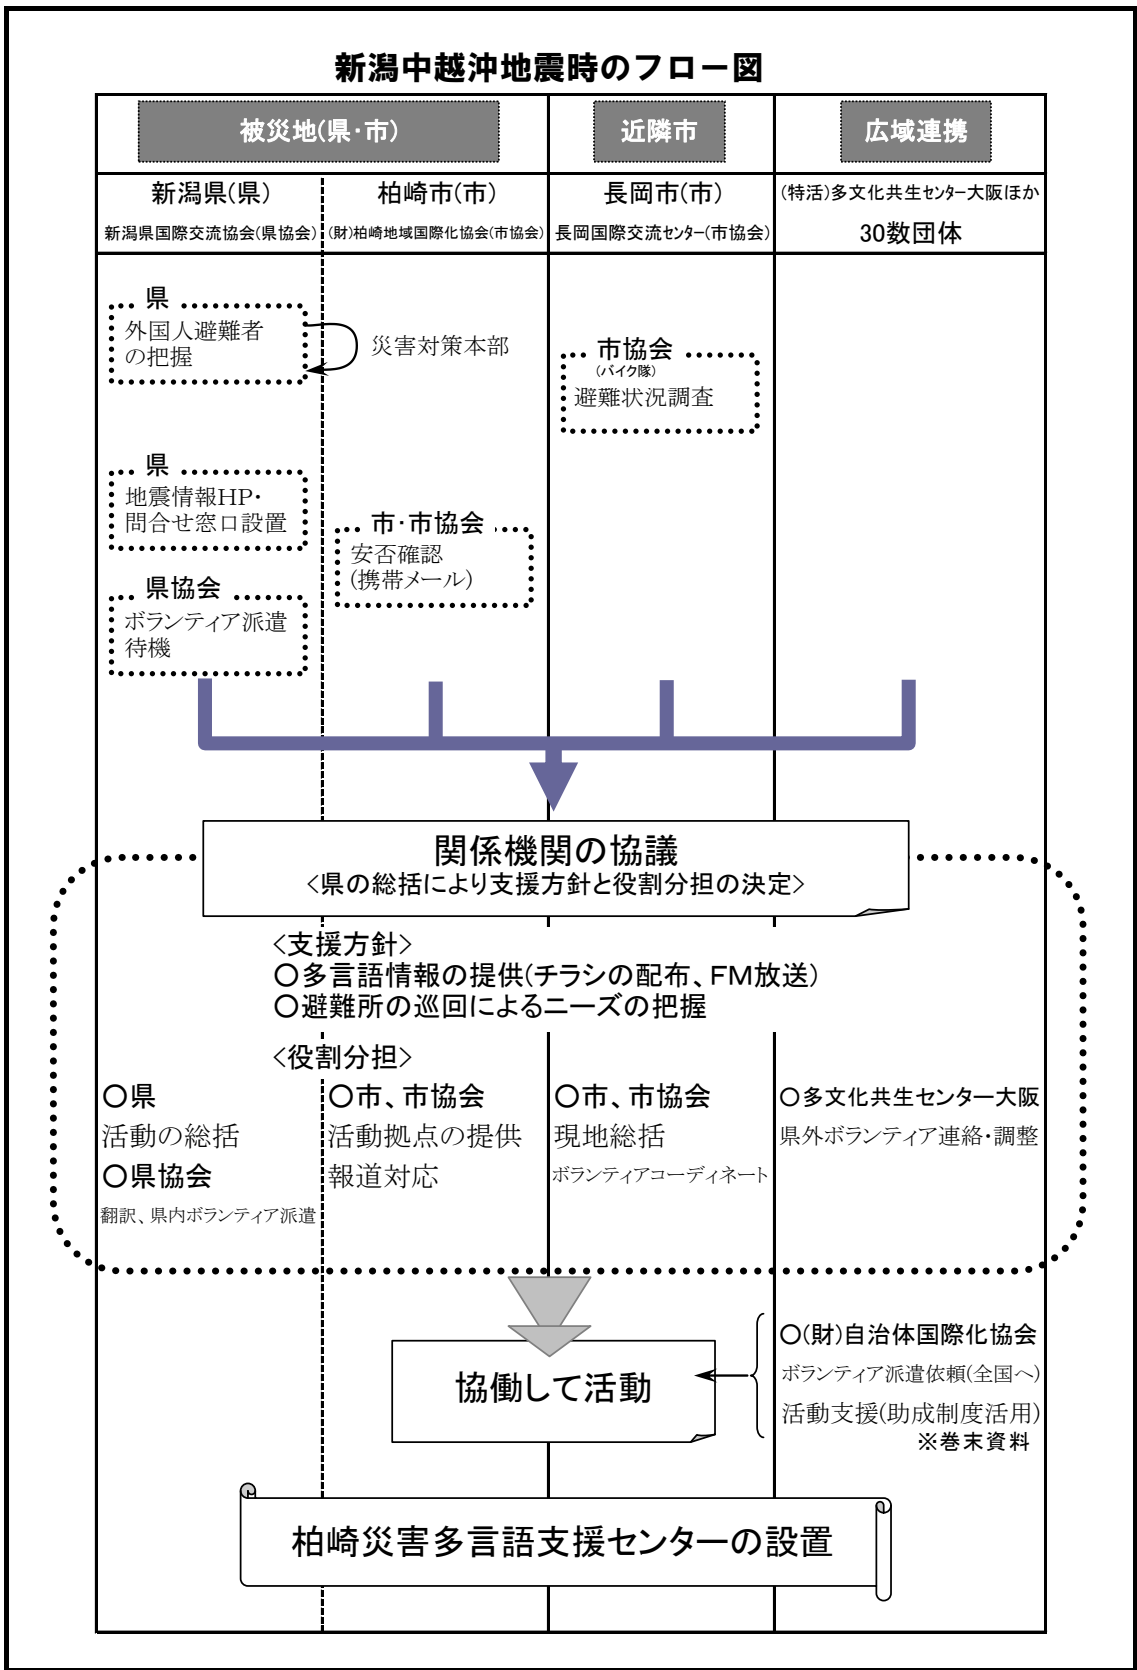 新潟中越沖地震時のフロー図
被災地(県・市)
近隣市
広域連携
新潟県(県)
新潟県国際交流協会(県協会)
柏崎市(市)
(財)柏崎地域国際化協会(市協会)
長岡市(市)
長岡国際交流センター(市協会)
(特活)多文化共生センター大阪ほか
30数団体
県
外国人避難者
の把握
災害対策本部
市協会
(バイク隊)
避難状況調査
県
地震情報HP・
問合せ窓口設置
市・市協会
安否確認
(携帯メール)
県協会
ボランティア派遣
待機
関係機関の協議
<県の総括により支援方針と役割分担の決定>
<支援方針>
○多言語情報の提供(チラシの配布、FM放送)
○避難所の巡回によるニーズの把握
<役割分担>
○県
活動の総括
○県協会
翻訳、県内ボランティア派遣
○市、市協会
活動拠点の提供
報道対応
○市、市協会
現地総括
ボランティアコーディネート
○多文化共生センター大阪
県外ボランティア連絡・調整
協働して活動
○(財)自治体国際化協会
ボランティア派遣依頼(全国へ)
活動支援(助成制度活用)
※巻末資料
柏崎災害多言語支援センターの設置